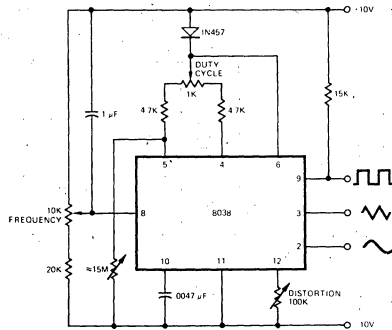 · 10V
1N457
DUTY
CYCLE
1K
15K
1 μF
4 7K
4 7K
5
4
6
9
10K
FREQUENCY
8
8038
3
2
20K
≈15M
10
11
12
0047 μF
DISTORTION
100K
10V